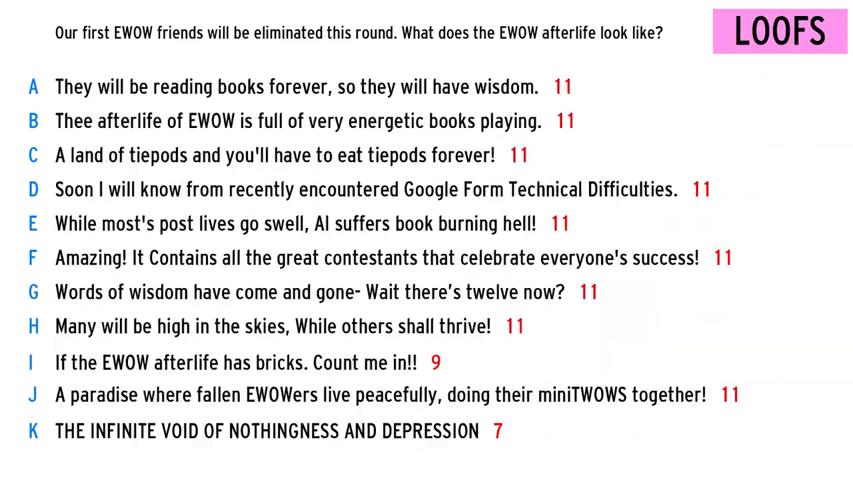 Our first EWOW friends will be eliminated this round. What does the EWOW afterlife look like?
LOOFS
A They will be reading books forever, so they will have wisdom. 11
B Thee afterlife of EWOW is full of very energetic books playing. 11
C A land of tiepods and you'll have to eat tiepods forever! 11
D Soon I will know from recently encountered Google Form Technical Difficulties. 11
E While most's post lives go swell, AI suffers book burning hell! 11
F Amazing! It Contains all the great contestants that celebrate everyone's success! 11
G Words of wisdom have come and gone- Wait there’s twelve now? 11
H Many will be high in the skies, While others shall thrive! 11
I If the EWOW afterlife has bricks. Count me in!! 9
J A paradise where fallen EWOWers live peacefully, doing their miniTWOWS together! 11
K THE INFINITE VOID OF NOTHINGNESS AND DEPRESSION 7